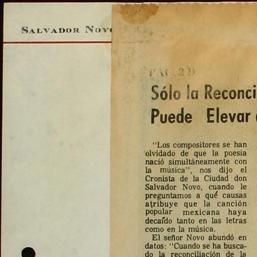 SALVADOR NOVO
PAG. 2 D
Sólo la Reconci
Puede Elevar
"Los compositores se han
olvidado de que la poesía
nació simultáneamente con
la música", nos dijo el
Cronista de la Ciudad don
Salvador Novo, cuando le
preguntamos a qué causas
atribuye que la canción
popular mexicana haya
decaído tanto en las letras
como en la música.
El señor Novo abundó en
datos: "Cuando se ha busca-
do la reconciliación de la